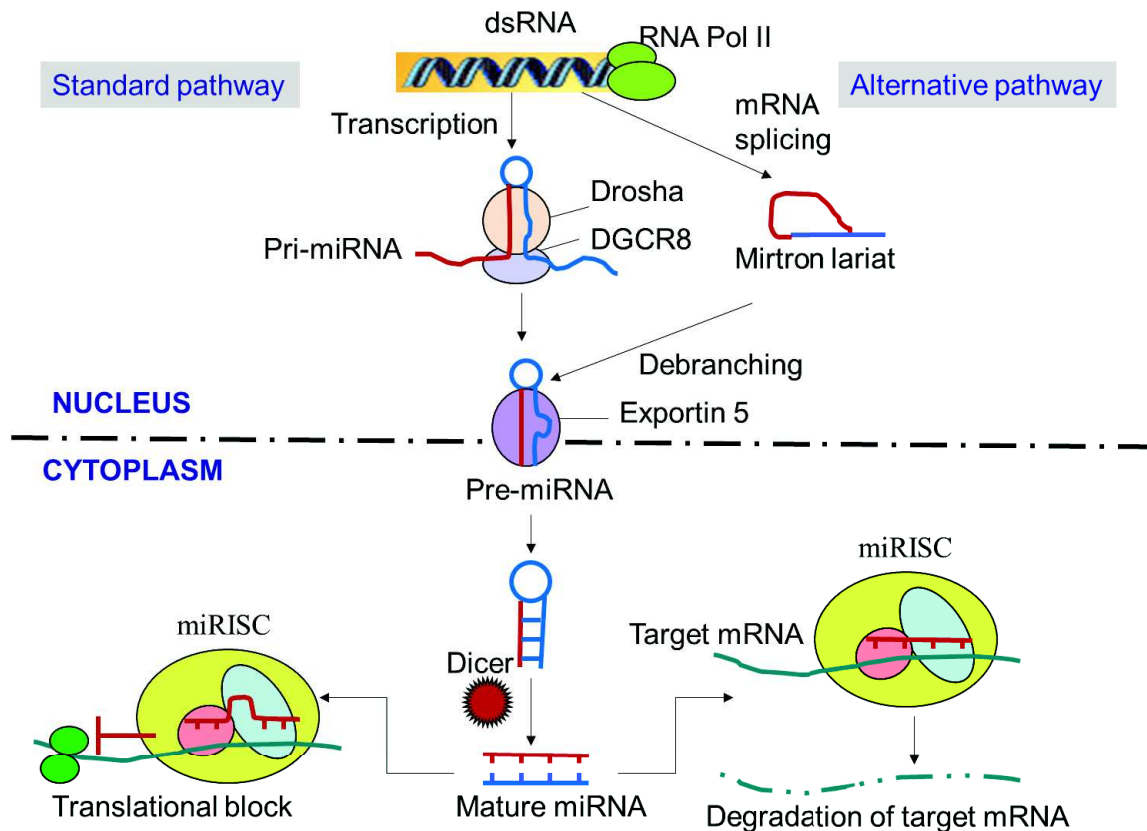 dsRNA
RNA Pol II
Standard pathway
Alternative pathway
Transcription
mRNA
splicing
Drosha
DGCR8
Pri-miRNA
Mirtron lariat
Debranching
Exportin 5
NUCLEUS
CYTOPLASM
Pre-miRNA
miRISC
miRISC
Target mRNA
Dicer
Translational block
Mature miRNA
Degradation of target mRNA